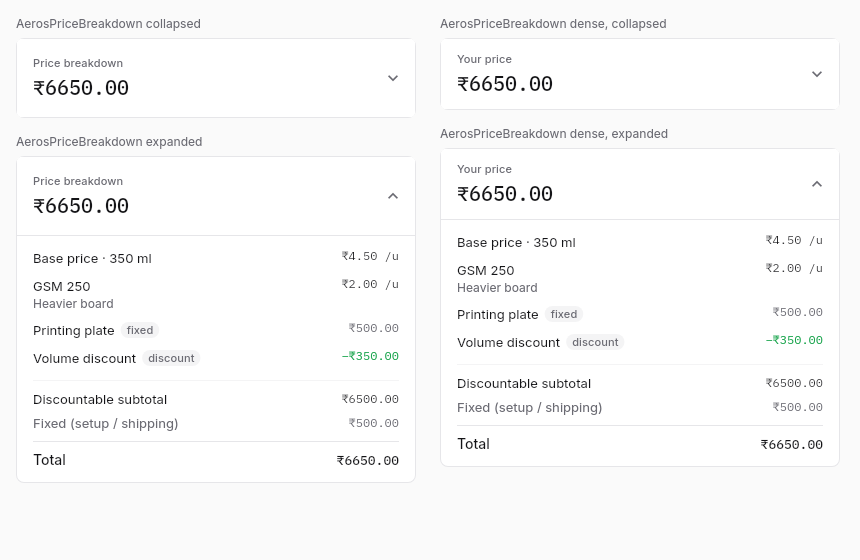 AerosPriceBreakdown collapsed
Price breakdown
₹6650.00
AerosPriceBreakdown expanded
Price breakdown
₹6650.00
Base price · 350 ml ₹4.50 /u
GSM 250 ₹2.00 /u
Heavier board
Printing plate fixed ₹500.00
Volume discount discount −₹350.00
Discountable subtotal ₹6500.00
Fixed (setup / shipping) ₹500.00
Total ₹6650.00
AerosPriceBreakdown dense, collapsed
Your price
₹6650.00
AerosPriceBreakdown dense, expanded
Your price
₹6650.00
Base price · 350 ml ₹4.50 /u
GSM 250 ₹2.00 /u
Heavier board
Printing plate fixed ₹500.00
Volume discount discount −₹350.00
Discountable subtotal ₹6500.00
Fixed (setup / shipping) ₹500.00
Total ₹6650.00